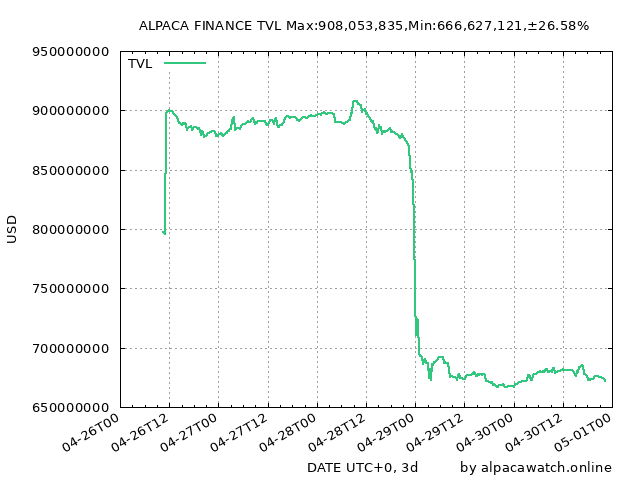 ALPACA FINANCE TVL Max:908,053,835,Min:666,627,121,±26.58%
950000000
TVL
900000000
850000000
800000000
USD
750000000
700000000
650000000
04-26T00
04-26T12
04-27T00
04-27T12
04-28T00
04-28T12
04-29T00
04-29T12
04-30T00
04-30T12
05-01T00
DATE UTC+0, 3d
by alpacawatch.online